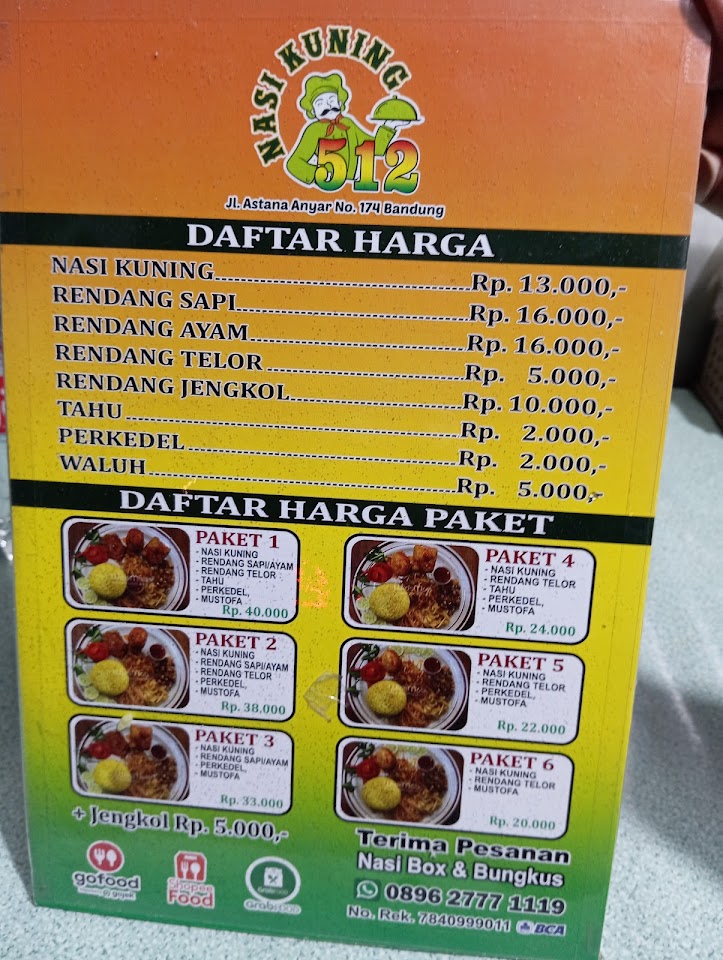 NASI KUNING
512
Jl. Astana Anyar No. 174 Bandung
DAFTAR HARGA
NASI KUNING.......................................Rp. 13.000,-
RENDANG SAPI.......................................Rp. 16.000,-
RENDANG AYAM.......................................Rp. 16.000,-
RENDANG TELOR.......................................Rp. 5.000,-
RENDANG JENGKOL.......................................Rp. 10.000,-
TAHU.......................................Rp. 2.000,-
PERKEDEL.......................................Rp. 2.000,-
WALUH.......................................Rp. 5.000,-
DAFTAR HARGA PAKET
PAKET 1
- NASI KUNING
- RENDANG SAPI/AYAM
- RENDANG TELOR
- TAHU
- PERKEDEL,
- MUSTOFA
Rp. 40.000
PAKET 2
- NASI KUNING
- RENDANG SAPI/AYAM
- RENDANG TELOR
- PERKEDEL,
- MUSTOFA
Rp. 38.000
PAKET 3
- NASI KUNING
- RENDANG SAPI/AYAM
- PERKEDEL,
- MUSTOFA
Rp. 33.000
+ Jengkol Rp. 5.000,-
PAKET 4
- NASI KUNING
- RENDANG TELOR
- TAHU
- PERKEDEL,
- MUSTOFA
Rp. 24.000
PAKET 5
- NASI KUNING
- RENDANG TELOR
- PERKEDEL,
- MUSTOFA
Rp. 22.000
PAKET 6
- NASI KUNING
- RENDANG TELOR
- MUSTOFA
Rp. 20.000
gofood
gojek
Shopee
Food
Terima Pesanan
Nasi Box & Bungkus
0896 2777 1119
No. Rek. 7840999011 BCA